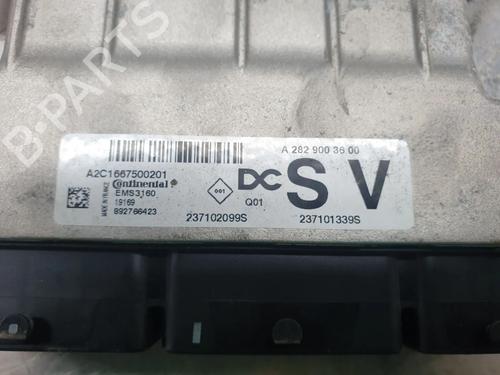 B-PARTS
A 282 900 36 00
A2C1667500201
Continental
EMS3160
19169
892766423
MADE IN FRANCE
001
DC
Q01
S V
237102099S
237101339S